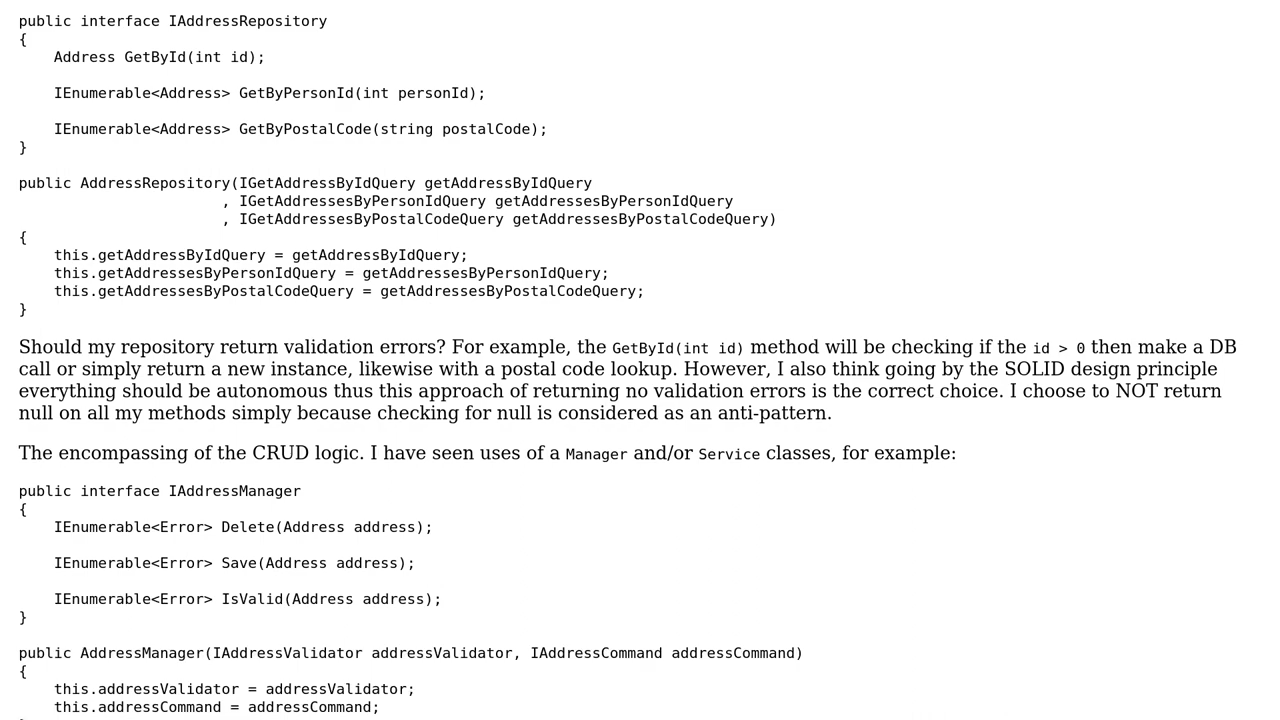 public interface IAddressRepository
{
    Address GetById(int id);
    IEnumerable<Address> GetByPersonId(int personId);
    IEnumerable<Address> GetByPostalCode(string postalCode);
}
public AddressRepository(IGetAddressByIdQuery getAddressByIdQuery
                       , IGetAddressesByPersonIdQuery getAddressesByPersonIdQuery
                       , IGetAddressesByPostalCodeQuery getAddressesByPostalCodeQuery)
{
    this.getAddressByIdQuery = getAddressByIdQuery;
    this.getAddressesByPersonIdQuery = getAddressesByPersonIdQuery;
    this.getAddressesByPostalCodeQuery = getAddressesByPostalCodeQuery;
}
Should my repository return validation errors? For example, the GetById(int id) method will be checking if the id > 0 then make a DB
call or simply return a new instance, likewise with a postal code lookup. However, I also think going by the SOLID design principle
everything should be autonomous thus this approach of returning no validation errors is the correct choice. I choose to NOT return
null on all my methods simply because checking for null is considered as an anti-pattern.
The encompassing of the CRUD logic. I have seen uses of a Manager and/or Service classes, for example:
public interface IAddressManager
{
    IEnumerable<Error> Delete(Address address);
    IEnumerable<Error> Save(Address address);
    IEnumerable<Error> IsValid(Address address);
}
public AddressManager(IAddressValidator addressValidator, IAddressCommand addressCommand)
{
    this.addressValidator = addressValidator;
    this.addressCommand = addressCommand;